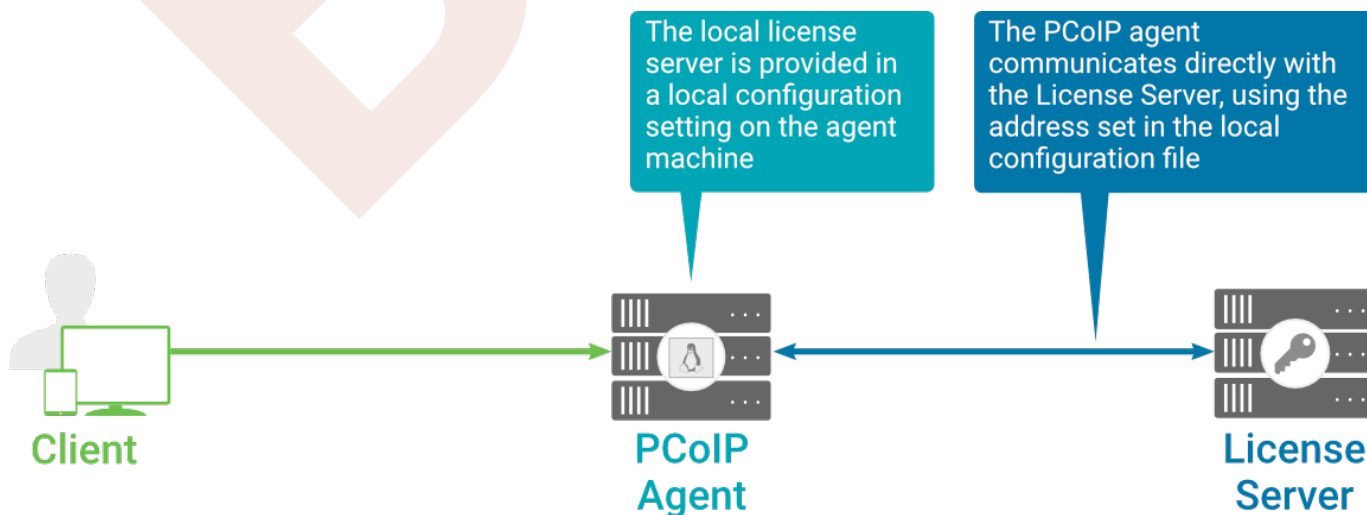 The local license
server is provided in
a local configuration
setting on the agent
machine
The PCoIP agent
communicates directly with
the License Server, using the
address set in the local
configuration file
Client
PCoIP
Agent
License
Server